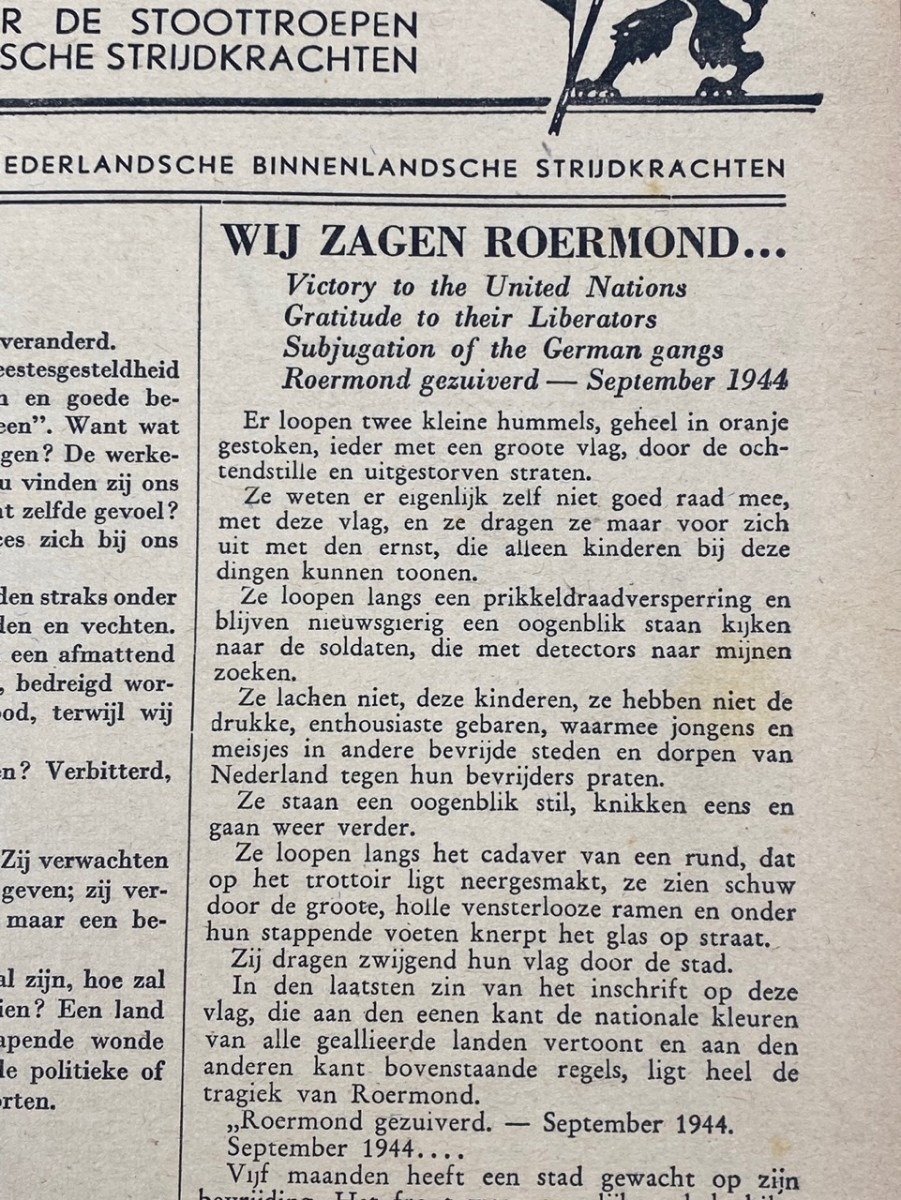 R DE STOOTTROEPEN
SCHE STRIJDKRACHTEN
EDERLANDSCHE BINNENLANDSCHE STRIJDKRACHTEN
veranderd.
eestesgesteldheid
n en goede be-
een”. Want wat
gen? De werke-
u vinden zij ons
at zelfde gevoel?
ces zich bij ons
den straks onder
den en vechten.
een afmattend
, bedreigd wor-
ood, terwijl wij
en? Verbitterd,
Zij verwachten
geven; zij ver-
maar een be-
al zijn, hoe zal
ien? Een land
apende wonde
de politieke of
orten.
WIJ ZAGEN ROERMOND...
Victory to the United Nations
Gratitude to their Liberators
Subjugation of the German gangs
Roermond gezuiverd — September 1944
Er loopen twee kleine hummels, geheel in oranje
gestoken, ieder met een groote vlag, door de och-
tendstille en uitgestorven straten.
Ze weten er eigenlijk zelf niet goed raad mee,
met deze vlag, en ze dragen ze maar voor zich
uit met den ernst, die alleen kinderen bij deze
dingen kunnen toonen.
Ze loopen langs een prikkeldraadversperring en
blijven nieuwsgierig een oogenblik staan kijken
naar de soldaten, die met detectors naar mijnen
zoeken.
Ze lachen niet, deze kinderen, ze hebben niet de
drukke, enthousiaste gebaren, waarmee jongens en
meisjes in andere bevrijde steden en dorpen van
Nederland tegen hun bevrijders praten.
Ze staan een oogenblik stil, knikken eens en
gaan weer verder.
Ze loopen langs het cadaver van een rund, dat
op het trottoir ligt neergesmakt, ze zien schuw
door de groote, holle vensterlooze ramen en onder
hun stappende voeten knerpt het glas op straat.
Zij dragen zwijgend hun vlag door de stad.
In den laatsten zin van het inschrift op deze
vlag, die aan den eenen kant de nationale kleuren
van alle geallieerde landen vertoont en aan den
anderen kant bovenstaande regels, ligt heel de
tragiek van Roermond.
„Roermond gezuiverd. — September 1944.
September 1944....
Vijf maanden heeft een stad gewacht op zijn